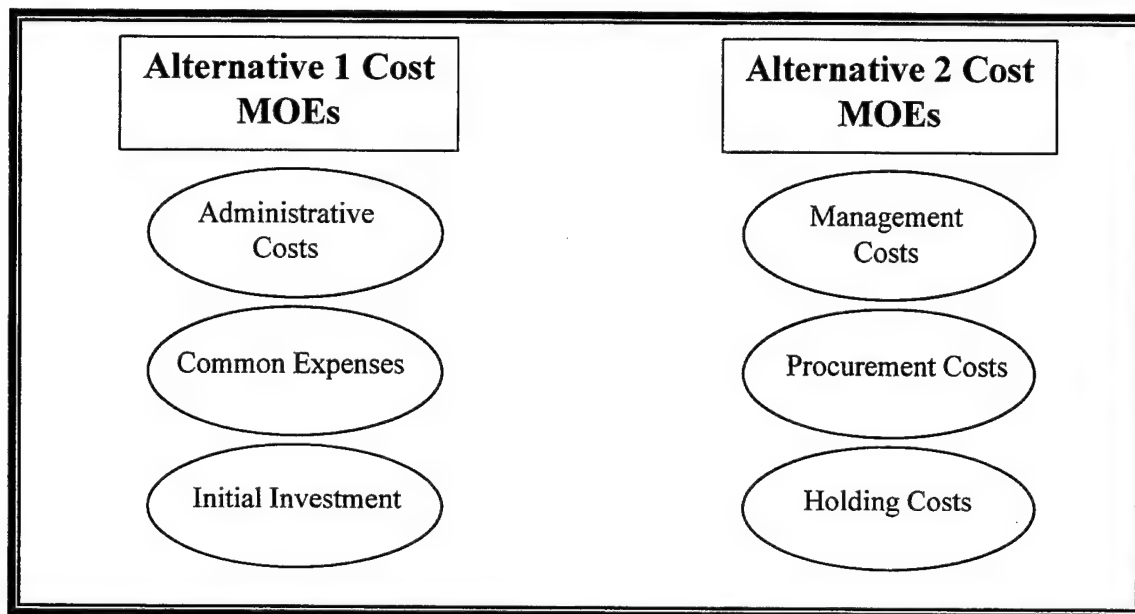 Alternative 1 Cost
MOEs
Administrative
Costs
Common Expenses
Initial Investment
Alternative 2 Cost
MOEs
Management
Costs
Procurement Costs
Holding Costs